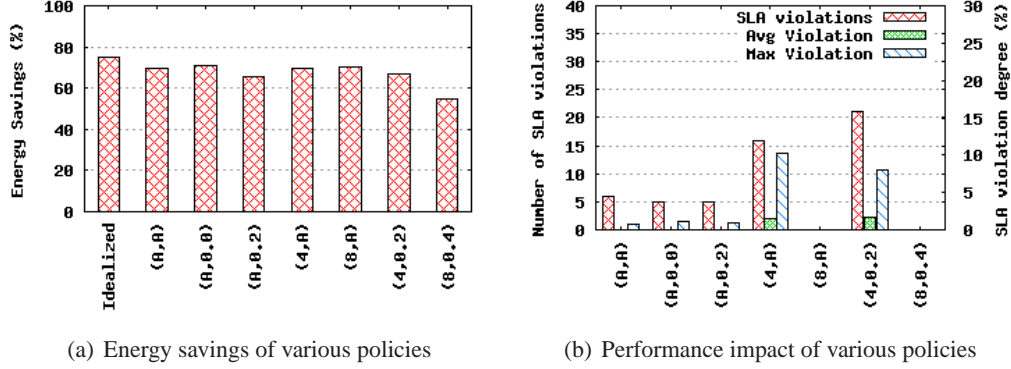 Energy Savings (%)
100
80
60
40
20
0
Idealized
(A,A)
(A,0.0)
(A,0.2)
(4,A)
(8,A)
(4,0.2)
(8,0.4)
(a) Energy savings of various policies
Number of SLA violations
40
35
30
25
20
15
10
5
0
SLA violations
Avg Violation
Max Violation
30
25
20
15
10
5
0
SLA violation degree (%)
(A,A)
(A,0.0)
(A,0.2)
(4,A)
(8,A)
(4,0.2)
(8,0.4)
(b) Performance impact of various policies